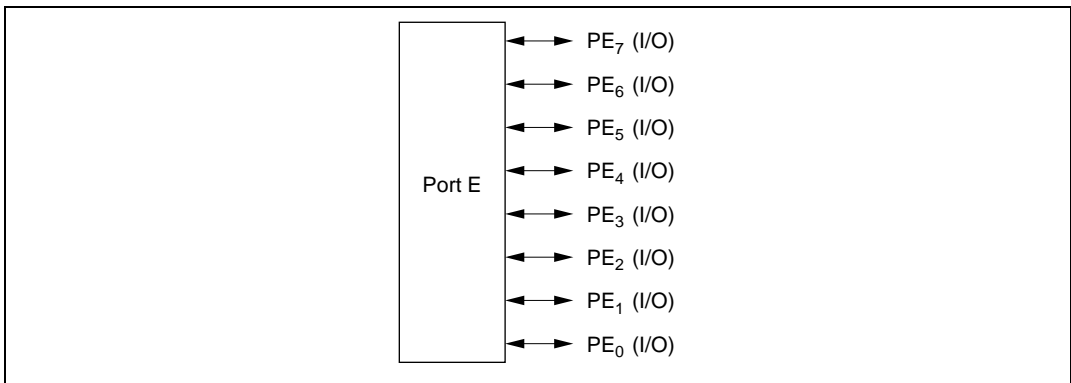 PE₇ (I/O)
PE₆ (I/O)
PE₅ (I/O)
PE₄ (I/O)
Port E
PE₃ (I/O)
PE₂ (I/O)
PE₁ (I/O)
PE₀ (I/O)